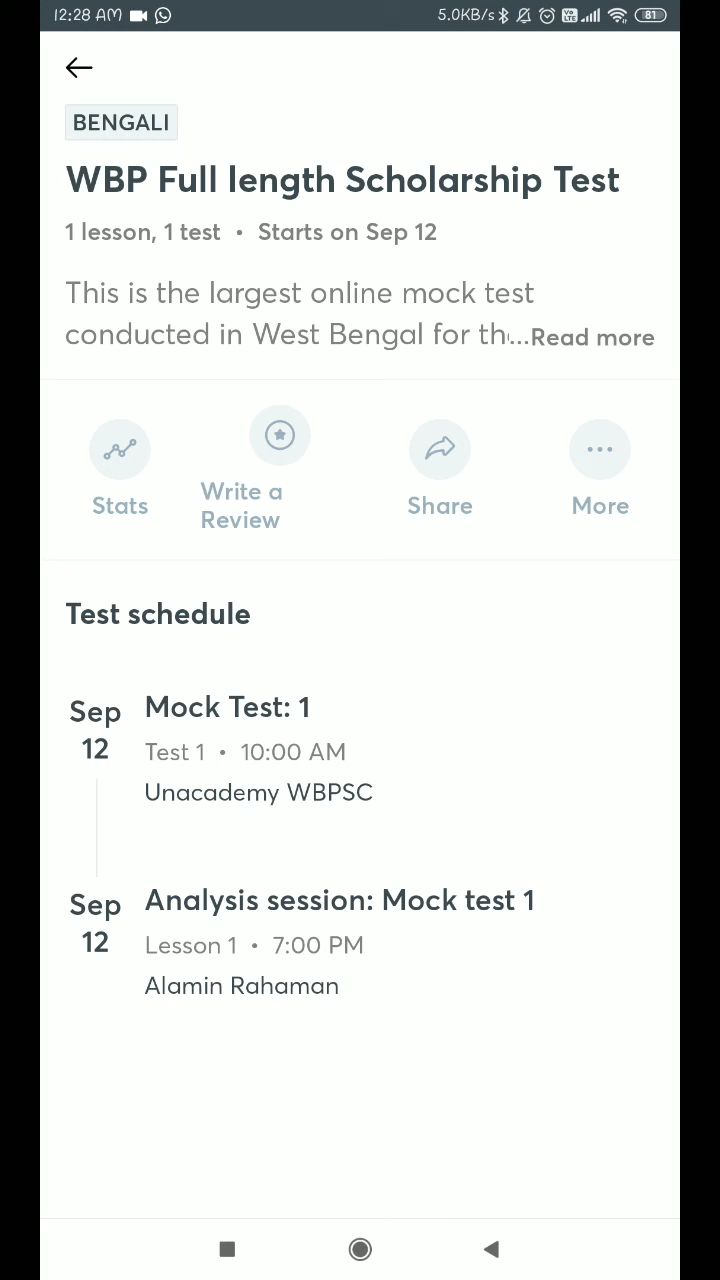 12:28 AM 5.0KB/s 81
BENGALI
WBP Full length Scholarship Test
1 lesson, 1 test • Starts on Sep 12
This is the largest online mock test
conducted in West Bengal for th...Read more
Stats
Write a
Review
Share
More
Test schedule
Sep
12
Mock Test: 1
Test 1 • 10:00 AM
Unacademy WBPSC
Sep
12
Analysis session: Mock test 1
Lesson 1 • 7:00 PM
Alamin Rahaman